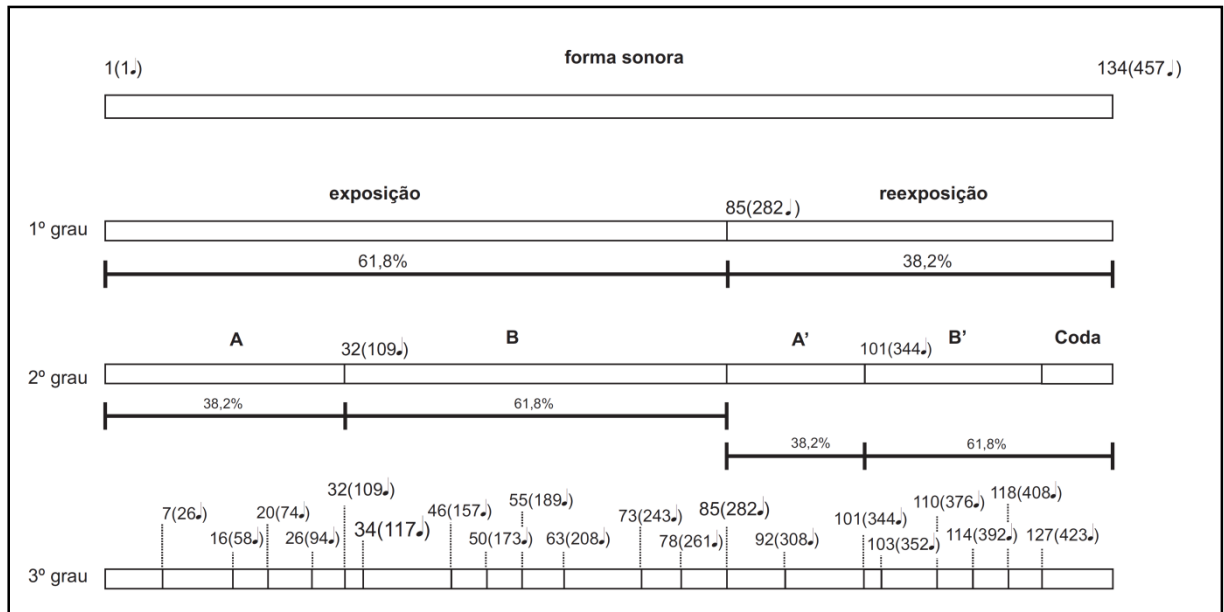 forma sonora
1(1♩)
134(457♩)
exposição
reexposição
85(282♩)
1º grau
61,8%
38,2%
A
B
A’
B’
Coda
32(109♩)
101(344♩)
2º grau
38,2%
61,8%
38,2%
61,8%
7(26♩)
16(58♩)
20(74♩)
26(94♩)
32(109♩)
34(117♩)
46(157♩)
50(173♩)
55(189♩)
63(208♩)
73(243♩)
78(261♩)
85(282♩)
92(308♩)
101(344♩)
103(352♩)
110(376♩)
114(392♩)
118(408♩)
127(423♩)
3º grau